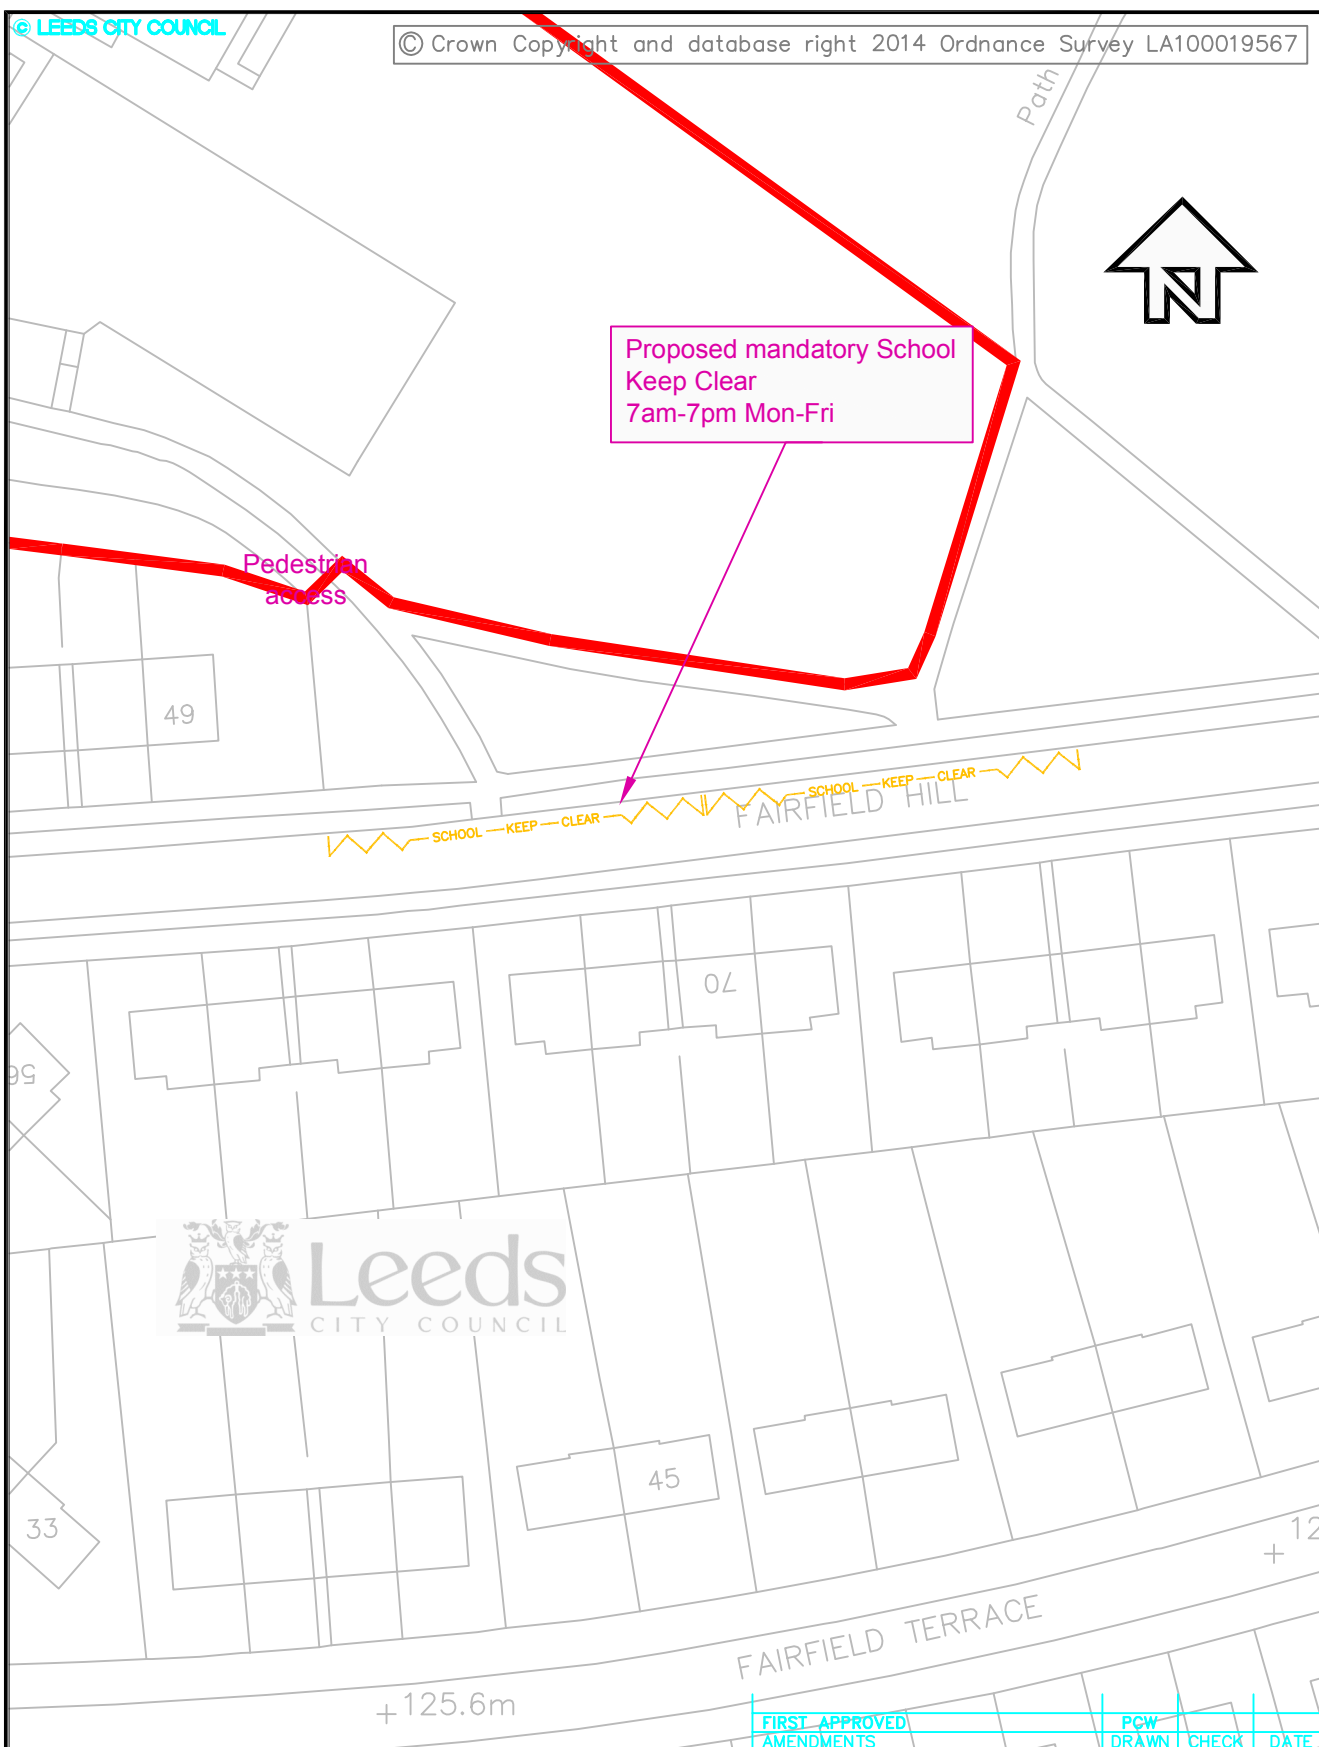 © LEEDS CITY COUNCIL
© Crown Copyright and database right 2014 Ordnance Survey LA100019567
Path
N
Proposed mandatory School
Keep Clear
7am-7pm Mon-Fri
Pedestrian
access
49
SCHOOL KEEP CLEAR
SCHOOL KEEP CLEAR
FAIRFIELD HILL
70
56
Leeds
CITY COUNCIL
45
33
12
FAIRFIELD TERRACE
+125.6m
FIRST APPROVED PCW
AMENDMENTS DRAWN CHECK DATE